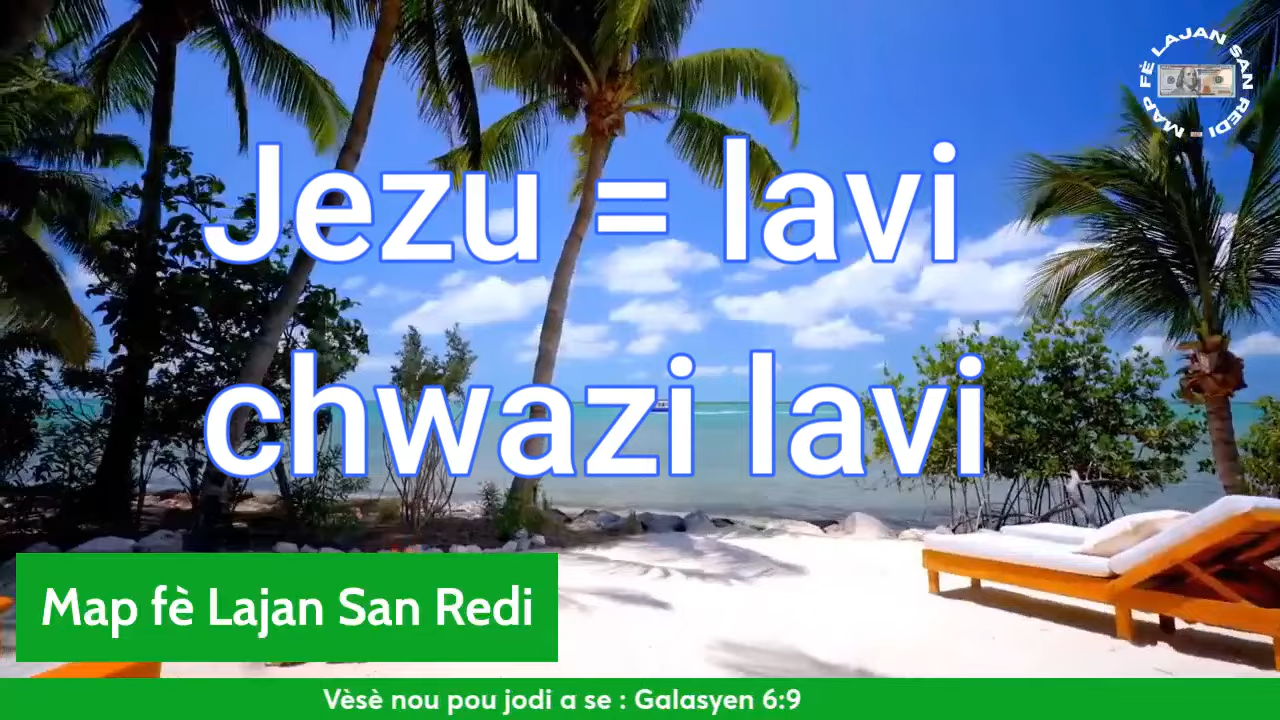 MAP FÈ LAJAN SAN REDI
Jezu = lavi
chwazi lavi
Map fè Lajan San Redi
Vèsè nou pou jodi a se : Galasyen 6:9